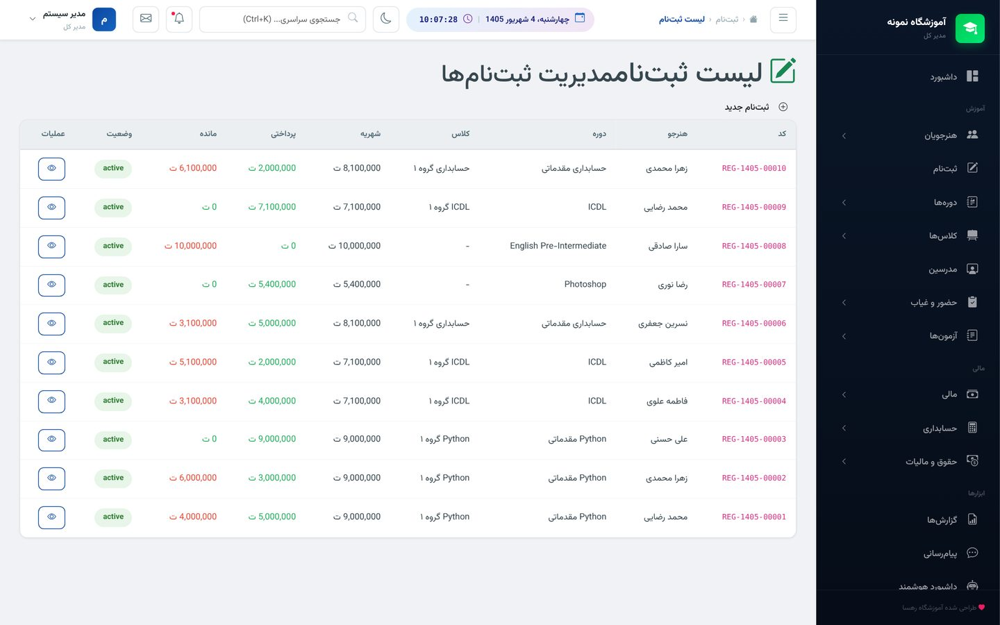 آموزشگاه نمونه
مدیر کل
داشبورد
آموزش
هنرجویان
ثبت‌نام
دوره‌ها
کلاس‌ها
مدرسین
حضور و غیاب
آزمون‌ها
مالی
مالی
حسابداری
حقوق و مالیات
ابزارها
گزارش‌ها
پیام‌رسانی
داشبورد هوشمند
طراحی شده آموزشگاه رهسا
ثبت‌نام › لیست ثبت‌نام
چهارشنبه، 4 شهریور 1405 | 10:07:28
جستجوی سراسری... (Ctrl+K)
م
مدیر سیستم
مدیر کل
لیست ثبت‌ناممدیریت ثبت‌نام‌ها
ثبت‌نام جدید
کد هنرجو دوره کلاس شهریه پرداختی مانده وضعیت عملیات
REG-1405-00010 زهرا محمدی حسابداری مقدماتی حسابداری گروه ۱ 8,100,000 ت 2,000,000 ت 6,100,000 ت active
REG-1405-00009 محمد رضایی ICDL ICDL گروه ۱ 7,100,000 ت 7,100,000 ت 0 ت active
REG-1405-00008 سارا صادقی English Pre-Intermediate - 10,000,000 ت 0 ت 10,000,000 ت active
REG-1405-00007 رضا نوری Photoshop - 5,400,000 ت 5,400,000 ت 0 ت active
REG-1405-00006 نسرین جعفری حسابداری مقدماتی حسابداری گروه ۱ 8,100,000 ت 5,000,000 ت 3,100,000 ت active
REG-1405-00005 امیر کاظمی ICDL ICDL گروه ۱ 7,100,000 ت 2,000,000 ت 5,100,000 ت active
REG-1405-00004 فاطمه علوی ICDL ICDL گروه ۱ 7,100,000 ت 4,000,000 ت 3,100,000 ت active
REG-1405-00003 علی حسنی Python مقدماتی Python گروه ۱ 9,000,000 ت 9,000,000 ت 0 ت active
REG-1405-00002 زهرا محمدی Python مقدماتی Python گروه ۱ 9,000,000 ت 3,000,000 ت 6,000,000 ت active
REG-1405-00001 محمد رضایی Python مقدماتی Python گروه ۱ 9,000,000 ت 5,000,000 ت 4,000,000 ت active